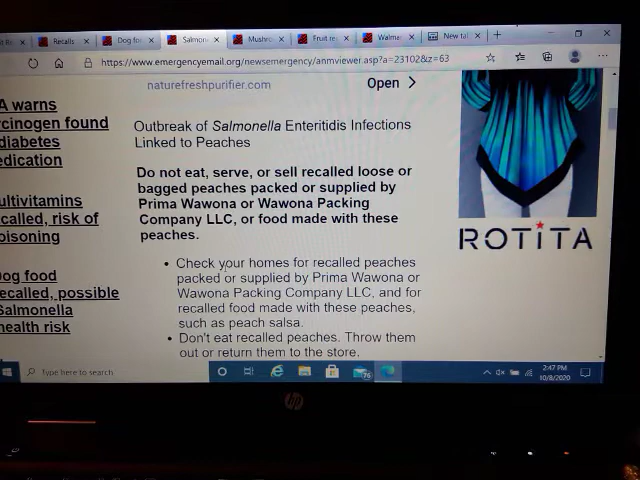 Recalls
Dog fo
Salmon
Mushro
Fruit re
Walma
New tal
https://www.emergencyemail.org/newsemergency/anmviewer.asp?a=23102&z=63
naturefreshpurifier.com
Open >
A warns
rcinogen found
diabetes
edication
ultivitamins
called, risk of
oisoning
Dog food
recalled, possible
Salmonella
health risk
Outbreak of Salmonella Enteritidis Infections
Linked to Peaches
Do not eat, serve, or sell recalled loose or
bagged peaches packed or supplied by
Prima Wawona or Wawona Packing
Company LLC, or food made with these
peaches.
• Check your homes for recalled peaches
packed or supplied by Prima Wawona or
Wawona Packing Company LLC, and for
recalled food made with these peaches,
such as peach salsa.
• Don't eat recalled peaches. Throw them
out or return them to the store.
ROTITA
Type here to search
76
2:47 PM
10/8/2020
hp